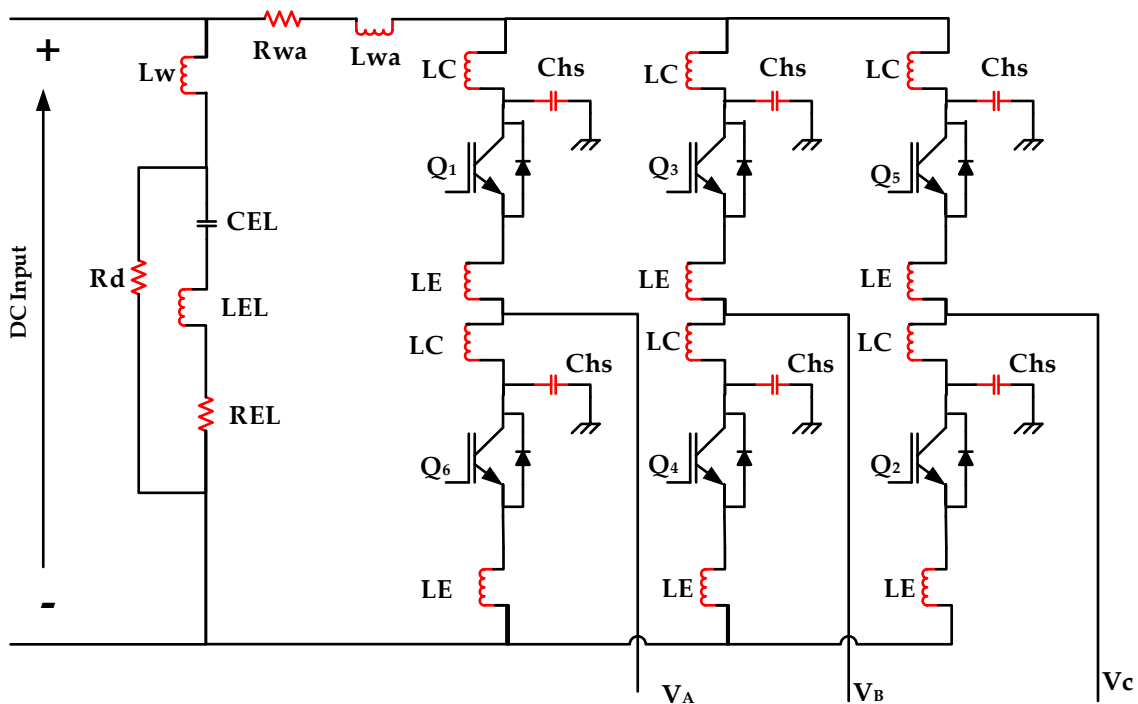 +
Lw
Rwa
Lwa
LC
Chs
LC
Chs
LC
Chs
Q1
Q3
Q5
DC Input
Rd
CEL
LEL
REL
LE
LE
LE
LC
Chs
LC
Chs
LC
Chs
Q6
Q4
Q2
LE
LE
LE
-
VA
VB
Vc